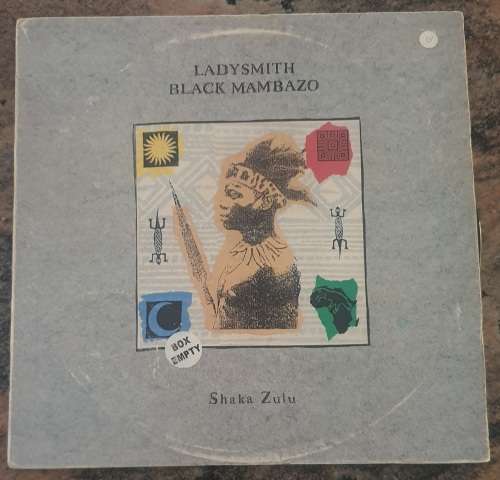 LADYSMITH
BLACK MAMBAZO
BOX
EMPTY
Shaka Zulu